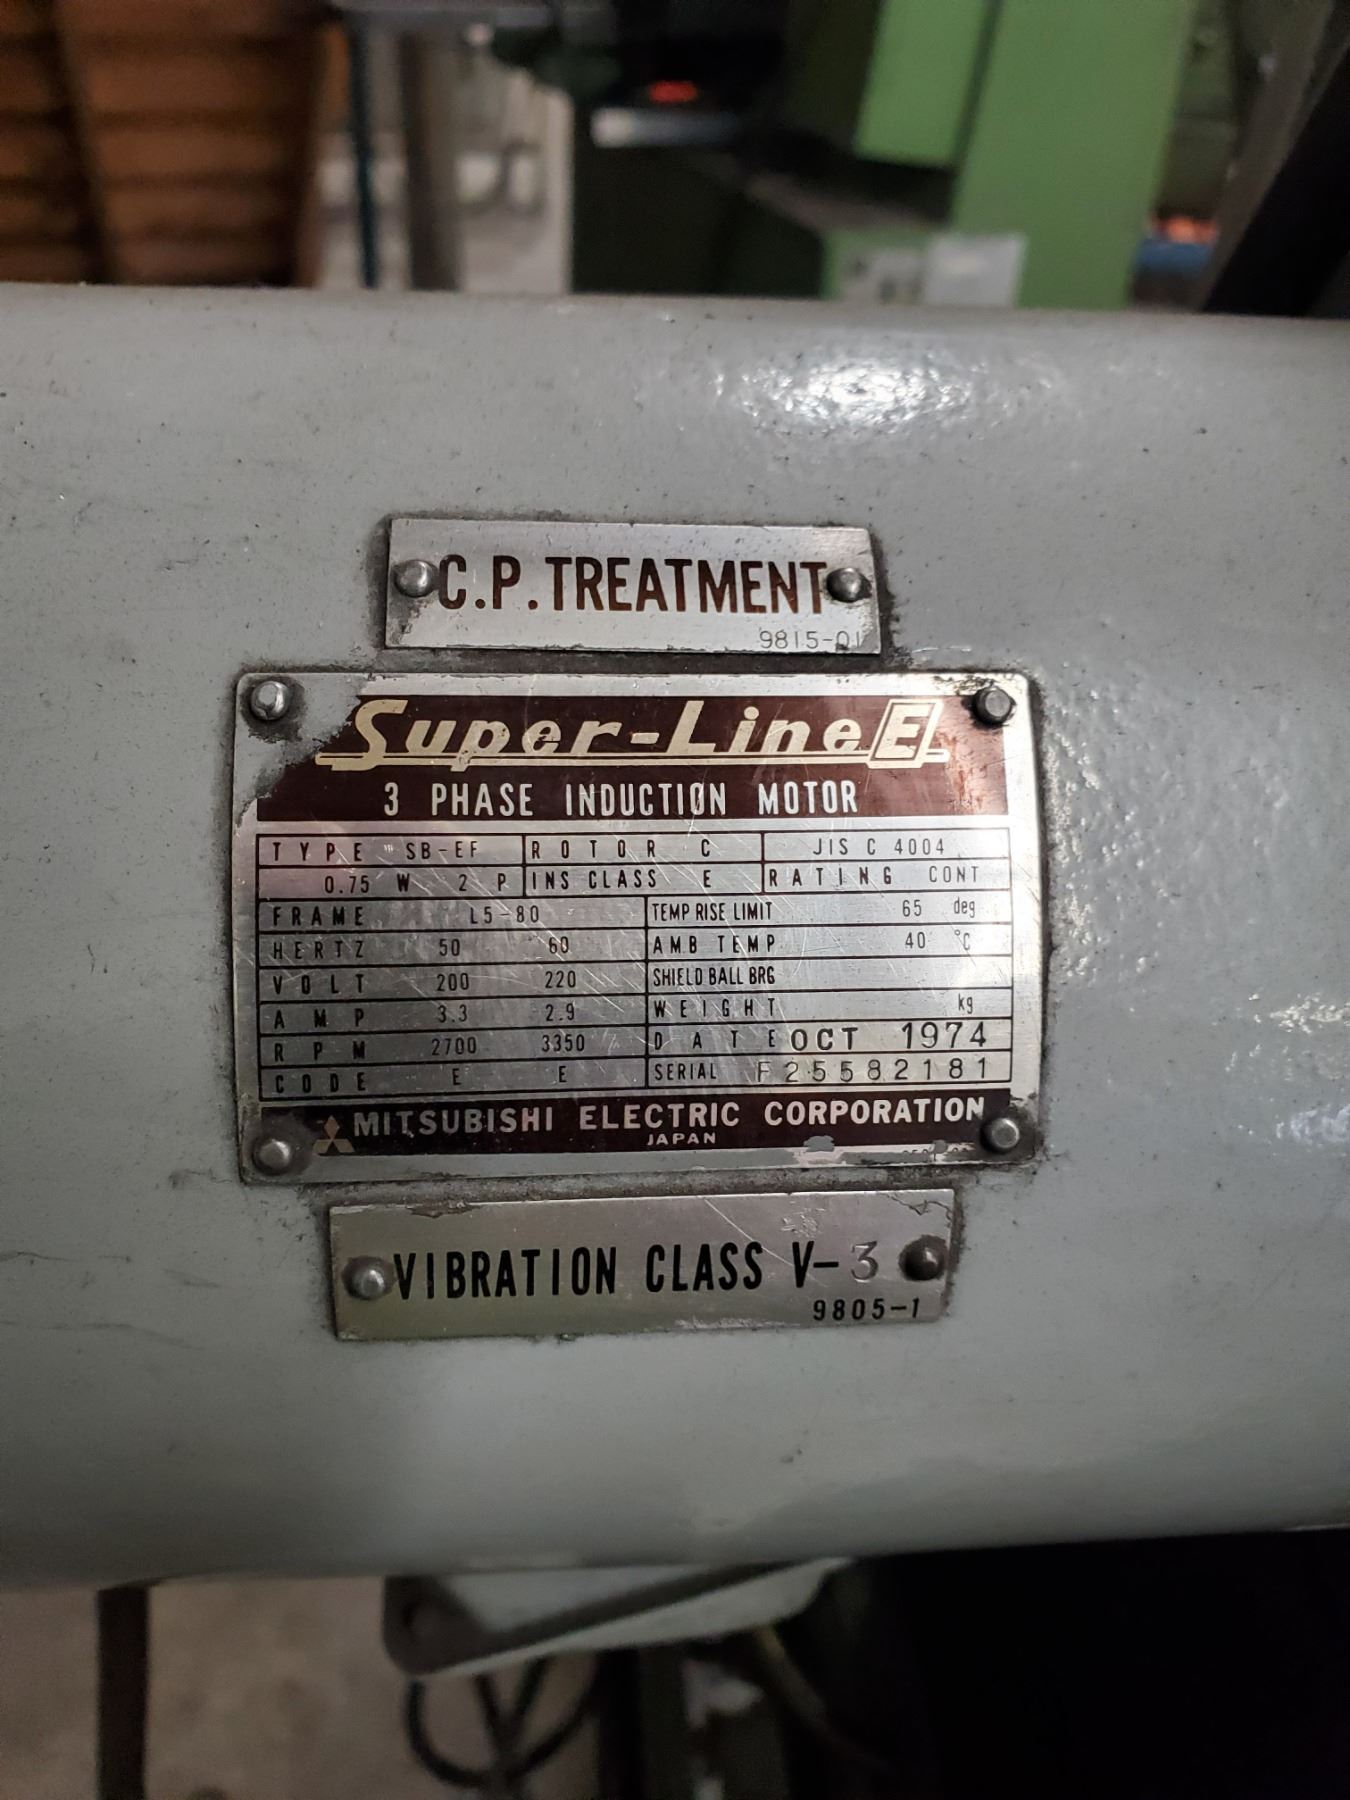 C.P. TREATMENT
9815-01
Super-Line E
3 PHASE INDUCTION MOTOR
TYPE SB-EF ROTOR C JIS C 4004
0.75 W 2 P INS CLASS E RATING CONT
FRAME L5-80 TEMP RISE LIMIT 65 deg
HERTZ 50 60 AMB TEMP 40 °C
VOLT 200 220 SHIELD BALL BRG
AMP 3.3 2.9 WEIGHT kg
RPM 2700 3350 DATE OCT 1974
CODE E E SERIAL F25582181
MITSUBISHI ELECTRIC CORPORATION
JAPAN
VIBRATION CLASS V-3
9805-1